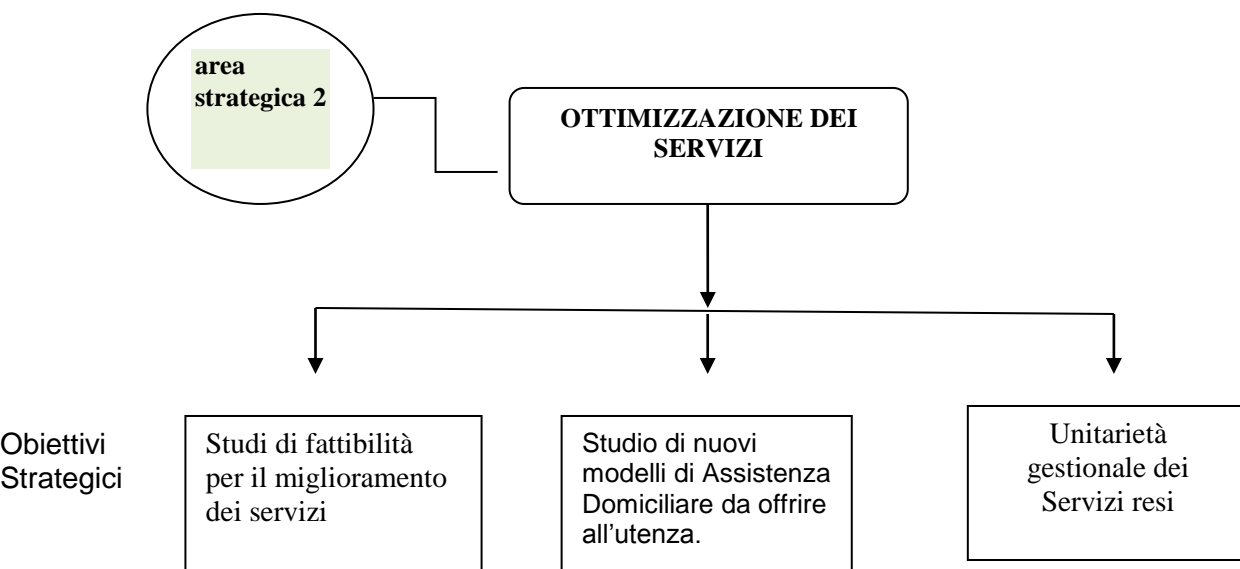 area
strategica 2
OTTIMIZZAZIONE DEI
SERVIZI
Obiettivi
Strategici
Studi di fattibilità
per il miglioramento
dei servizi
Studio di nuovi
modelli di Assistenza
Domiciliare da offrire
all’utenza.
Unitarietà
gestionale dei
Servizi resi